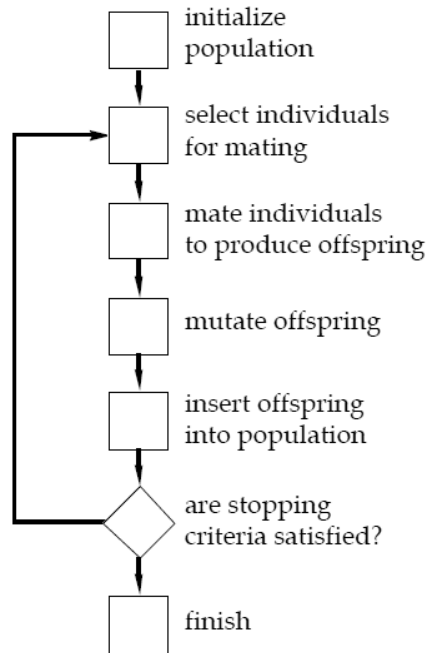 initialize
population
select individuals
for mating
mate individuals
to produce offspring
mutate offspring
insert offspring
into population
are stopping
criteria satisfied?
finish